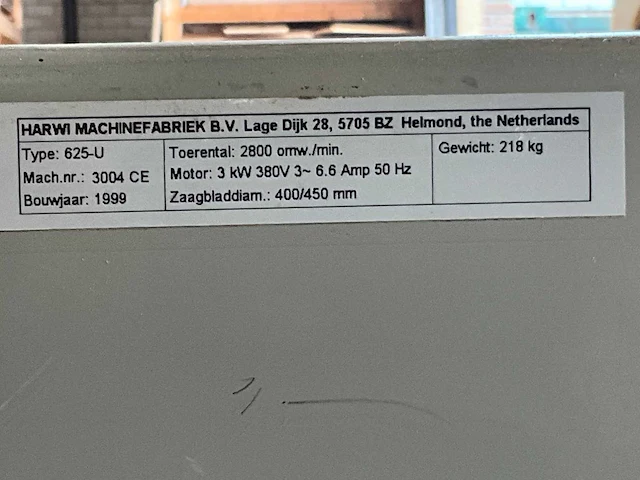 HARWI MACHINEFABRIEK B.V. Lage Dijk 28, 5705 BZ Helmond, the Netherlands
Type: 625-U
Mach.nr.: 3004 CE
Bouwjaar: 1999
Toerental: 2800 omw./min.
Motor: 3 kW 380V 3~ 6.6 Amp 50 Hz
Zaagbladdiam.: 400/450 mm
Gewicht: 218 kg